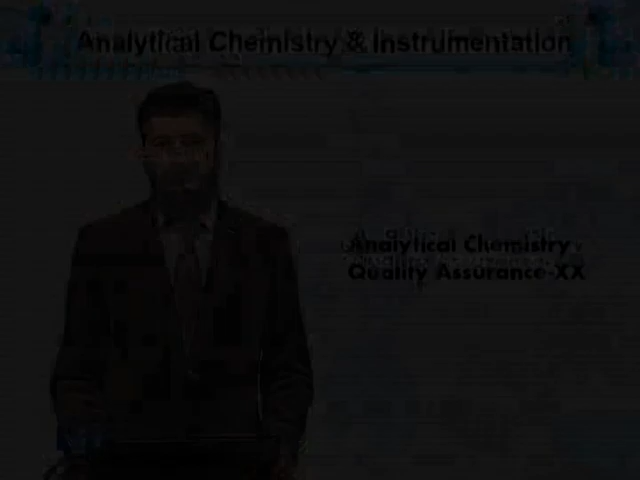 Analytical Chemistry & Instrumentation
Analytical Chemistry
Quality Assurance-XX